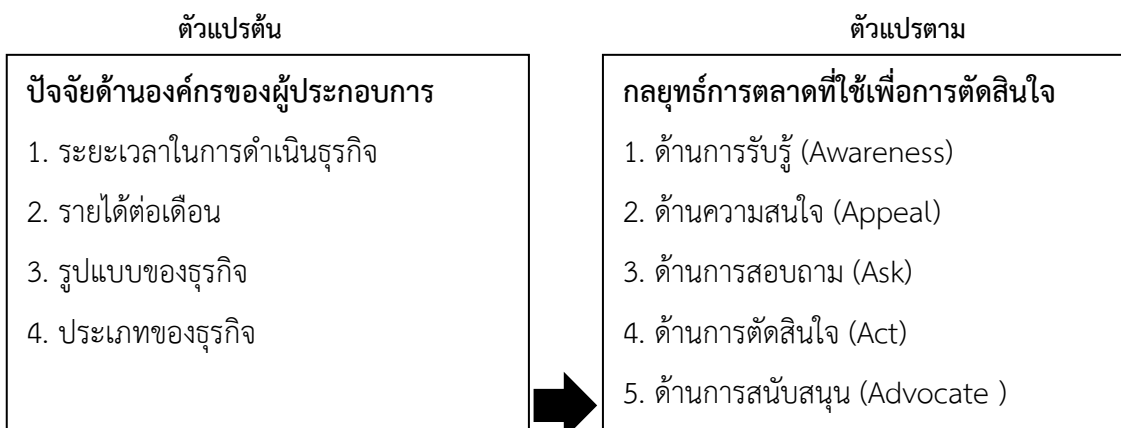 ตัวแปรต้น
ตัวแปรตาม
ปัจจัยด้านองค์กรของผู้ประกอบการ
1. ระยะเวลาในการดำเนินธุรกิจ
2. รายได้ต่อเดือน
3. รูปแบบของธุรกิจ
4. ประเภทของธุรกิจ
กลยุทธ์การตลาดที่ใช้เพื่อการตัดสินใจ
1. ด้านการรับรู้ (Awareness)
2. ด้านความสนใจ (Appeal)
3. ด้านการสอบถาม (Ask)
4. ด้านการตัดสินใจ (Act)
5. ด้านการสนับสนุน (Advocate )